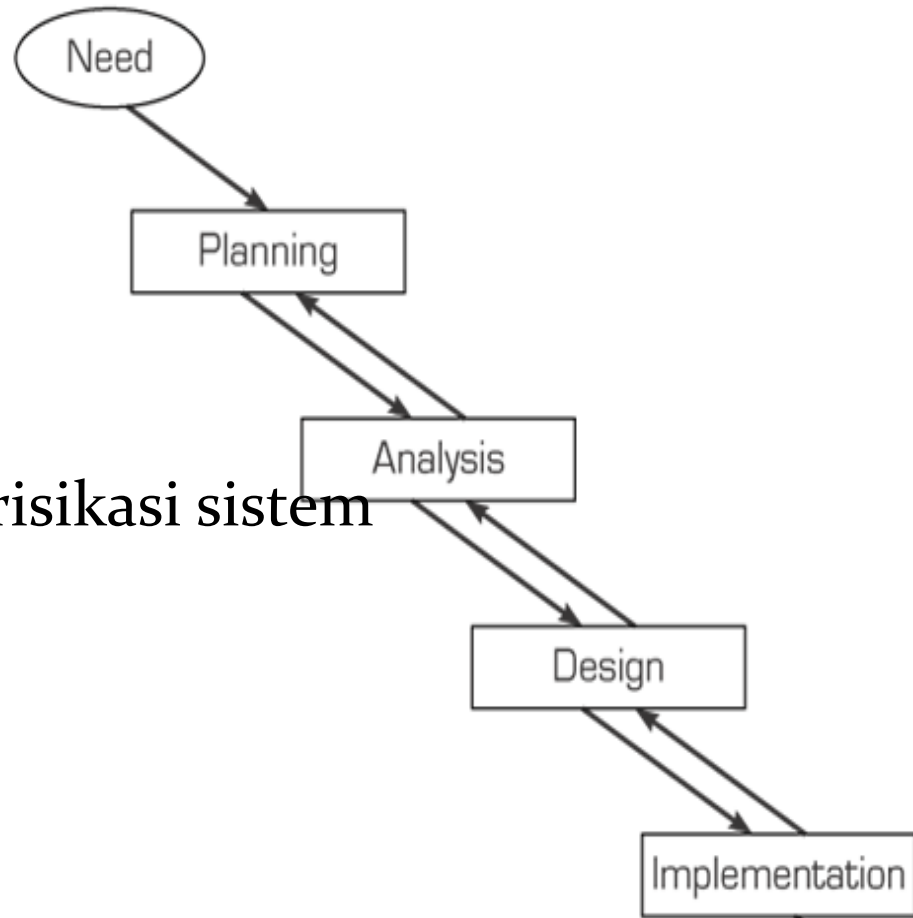 Need
Planning
Analysis
risikasi sistem
Design
Implementation